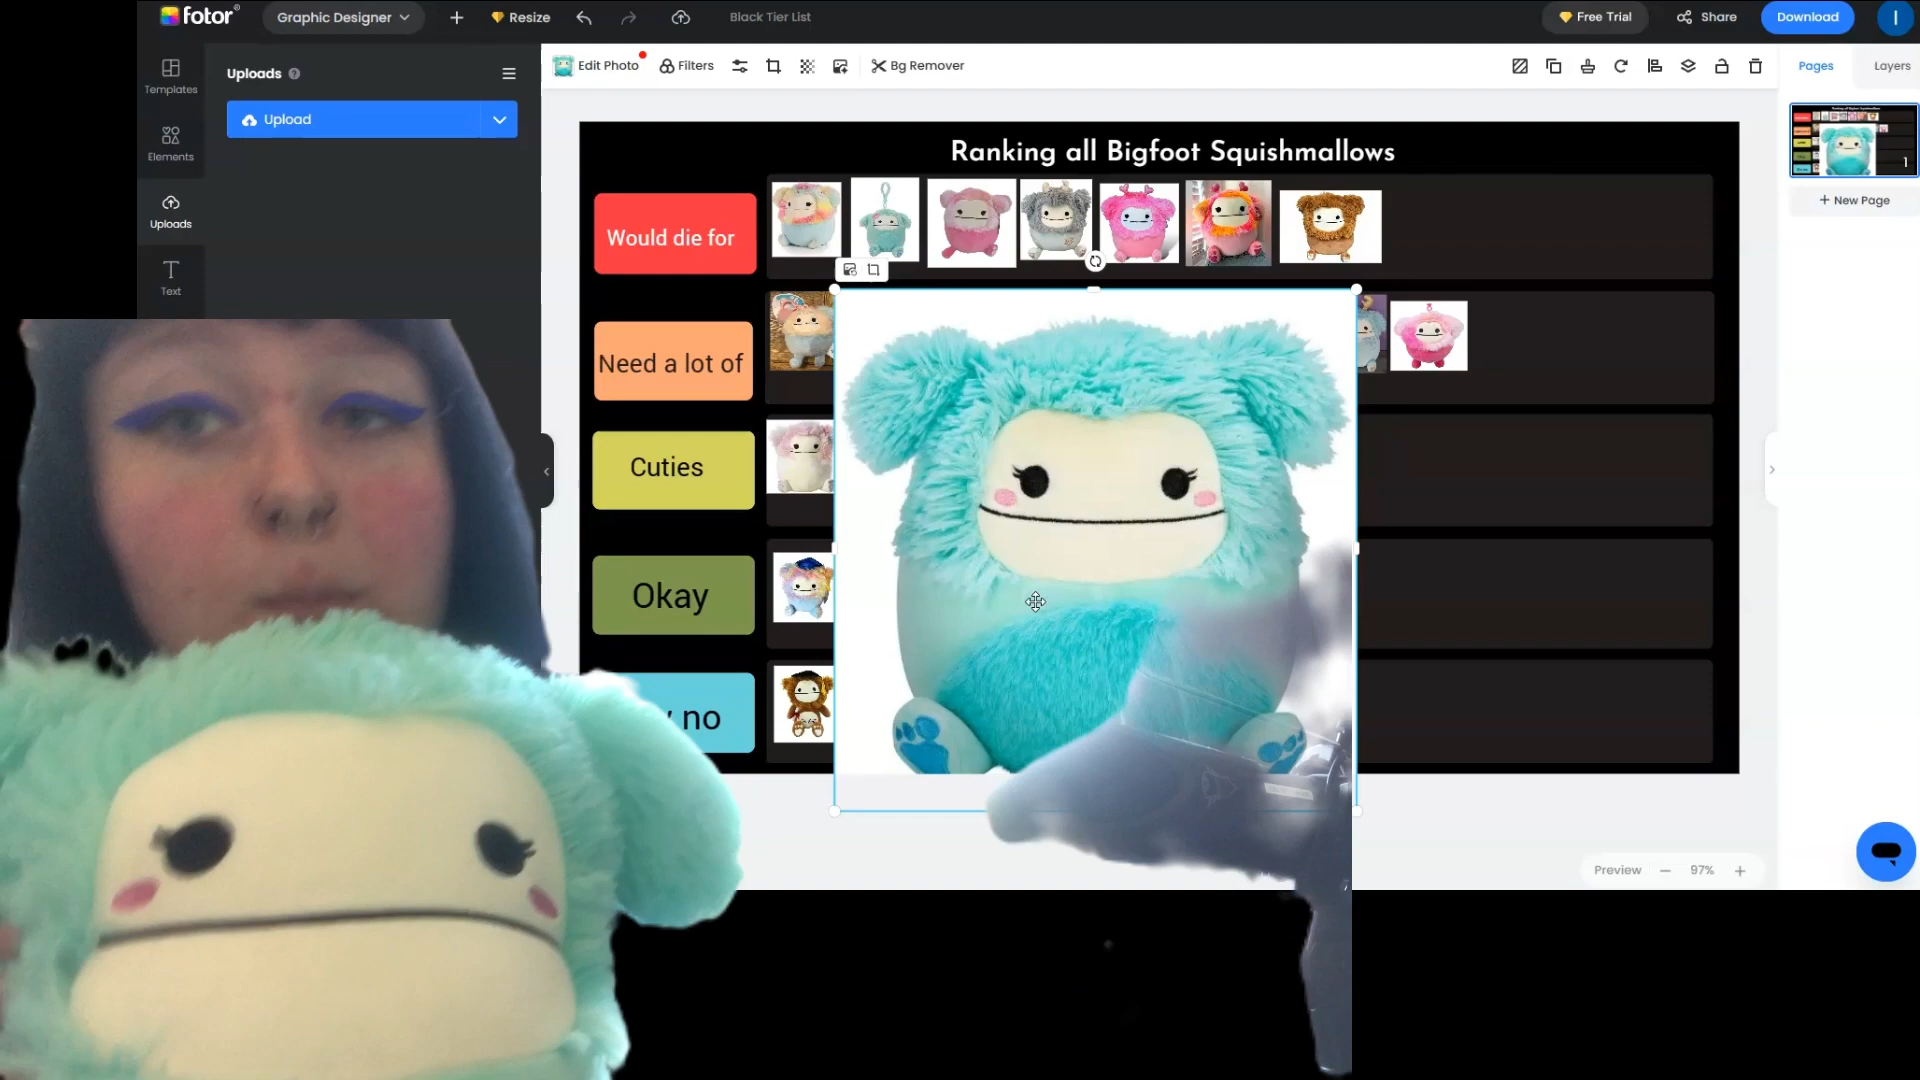 fotor
Graphic Designer
Resize
Black Tier List
Free Trial
Share
Download
I
Templates
Uploads
Edit Photo
Filters
Bg Remover
Pages
Layers
Upload
Elements
Ranking all Bigfoot Squishmallows
1
Uploads
+ New Page
Would die for
Text
Need a lot of
Cuties
Okay
no
Preview
97%